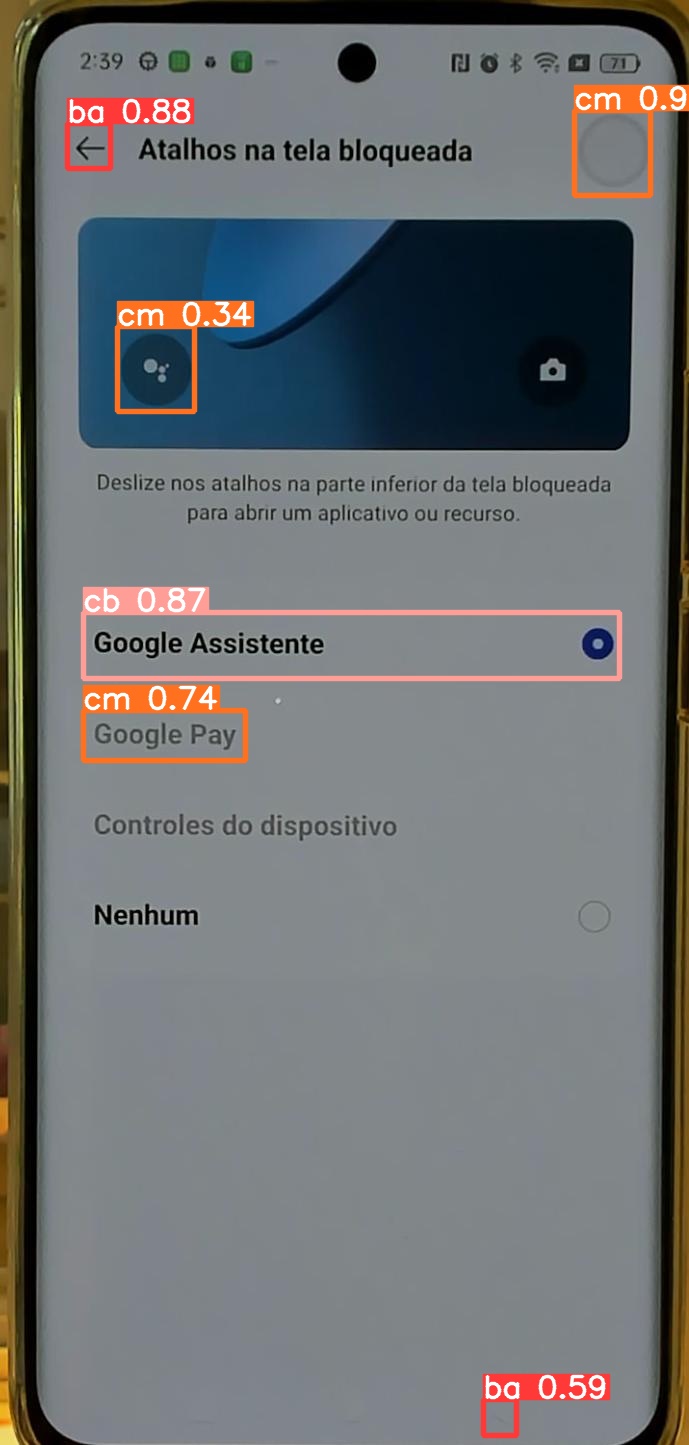 2:39
71
ba 0.88
cm 0.9
Atalhos na tela bloqueada
cm 0.34
Deslize nos atalhos na parte inferior da tela bloqueada
para abrir um aplicativo ou recurso.
cb 0.87
Google Assistente
cm 0.74
Google Pay
Controles do dispositivo
Nenhum
ba 0.59